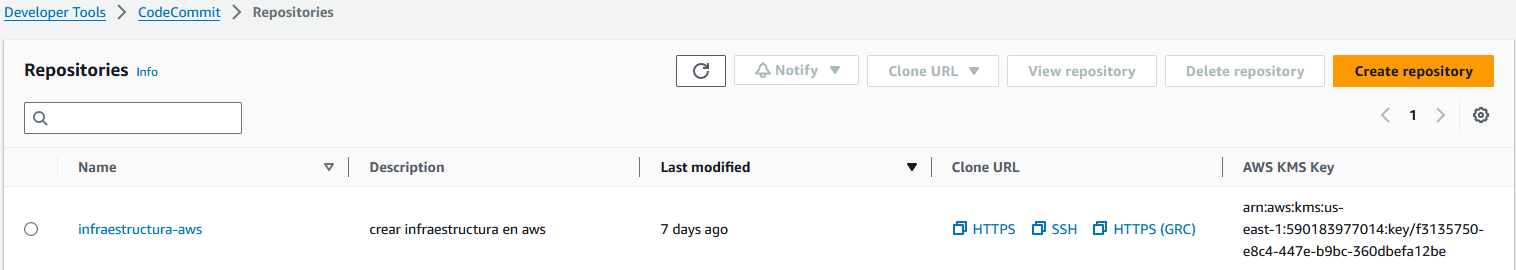 Developer Tools > CodeCommit > Repositories
Repositories Info
Notify
Clone URL
View repository
Delete repository
Create repository
1
Name
Description
Last modified
Clone URL
AWS KMS Key
infraestructura-aws
crear infraestructura en aws
7 days ago
HTTPS
SSH
HTTPS (GRC)
arn:aws:kms:us-
east-1:590183977014:key/f3135750-
e8c4-447e-b9bc-360dbefa12be